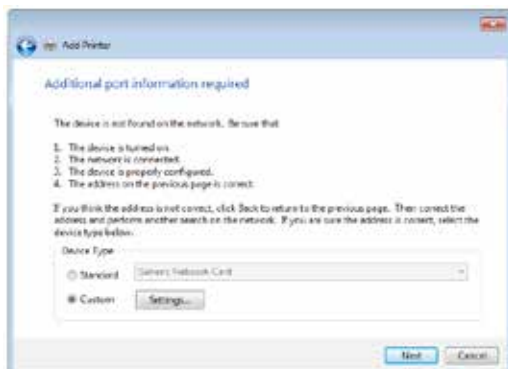 Add Printer
Additional port information required
The device is not found on the network. Be sure that:
1. The device is turned on.
2. The network is connected.
3. The device is properly configured.
4. The address on the previous page is correct.
If you think the address is not correct, click Back to return to the previous page. Then correct the
address and perform another search on the network. If you are sure the address is correct, select the
device type below.
Device Type
Standard
Generic Network Card
Custom
Settings...
Next
Cancel